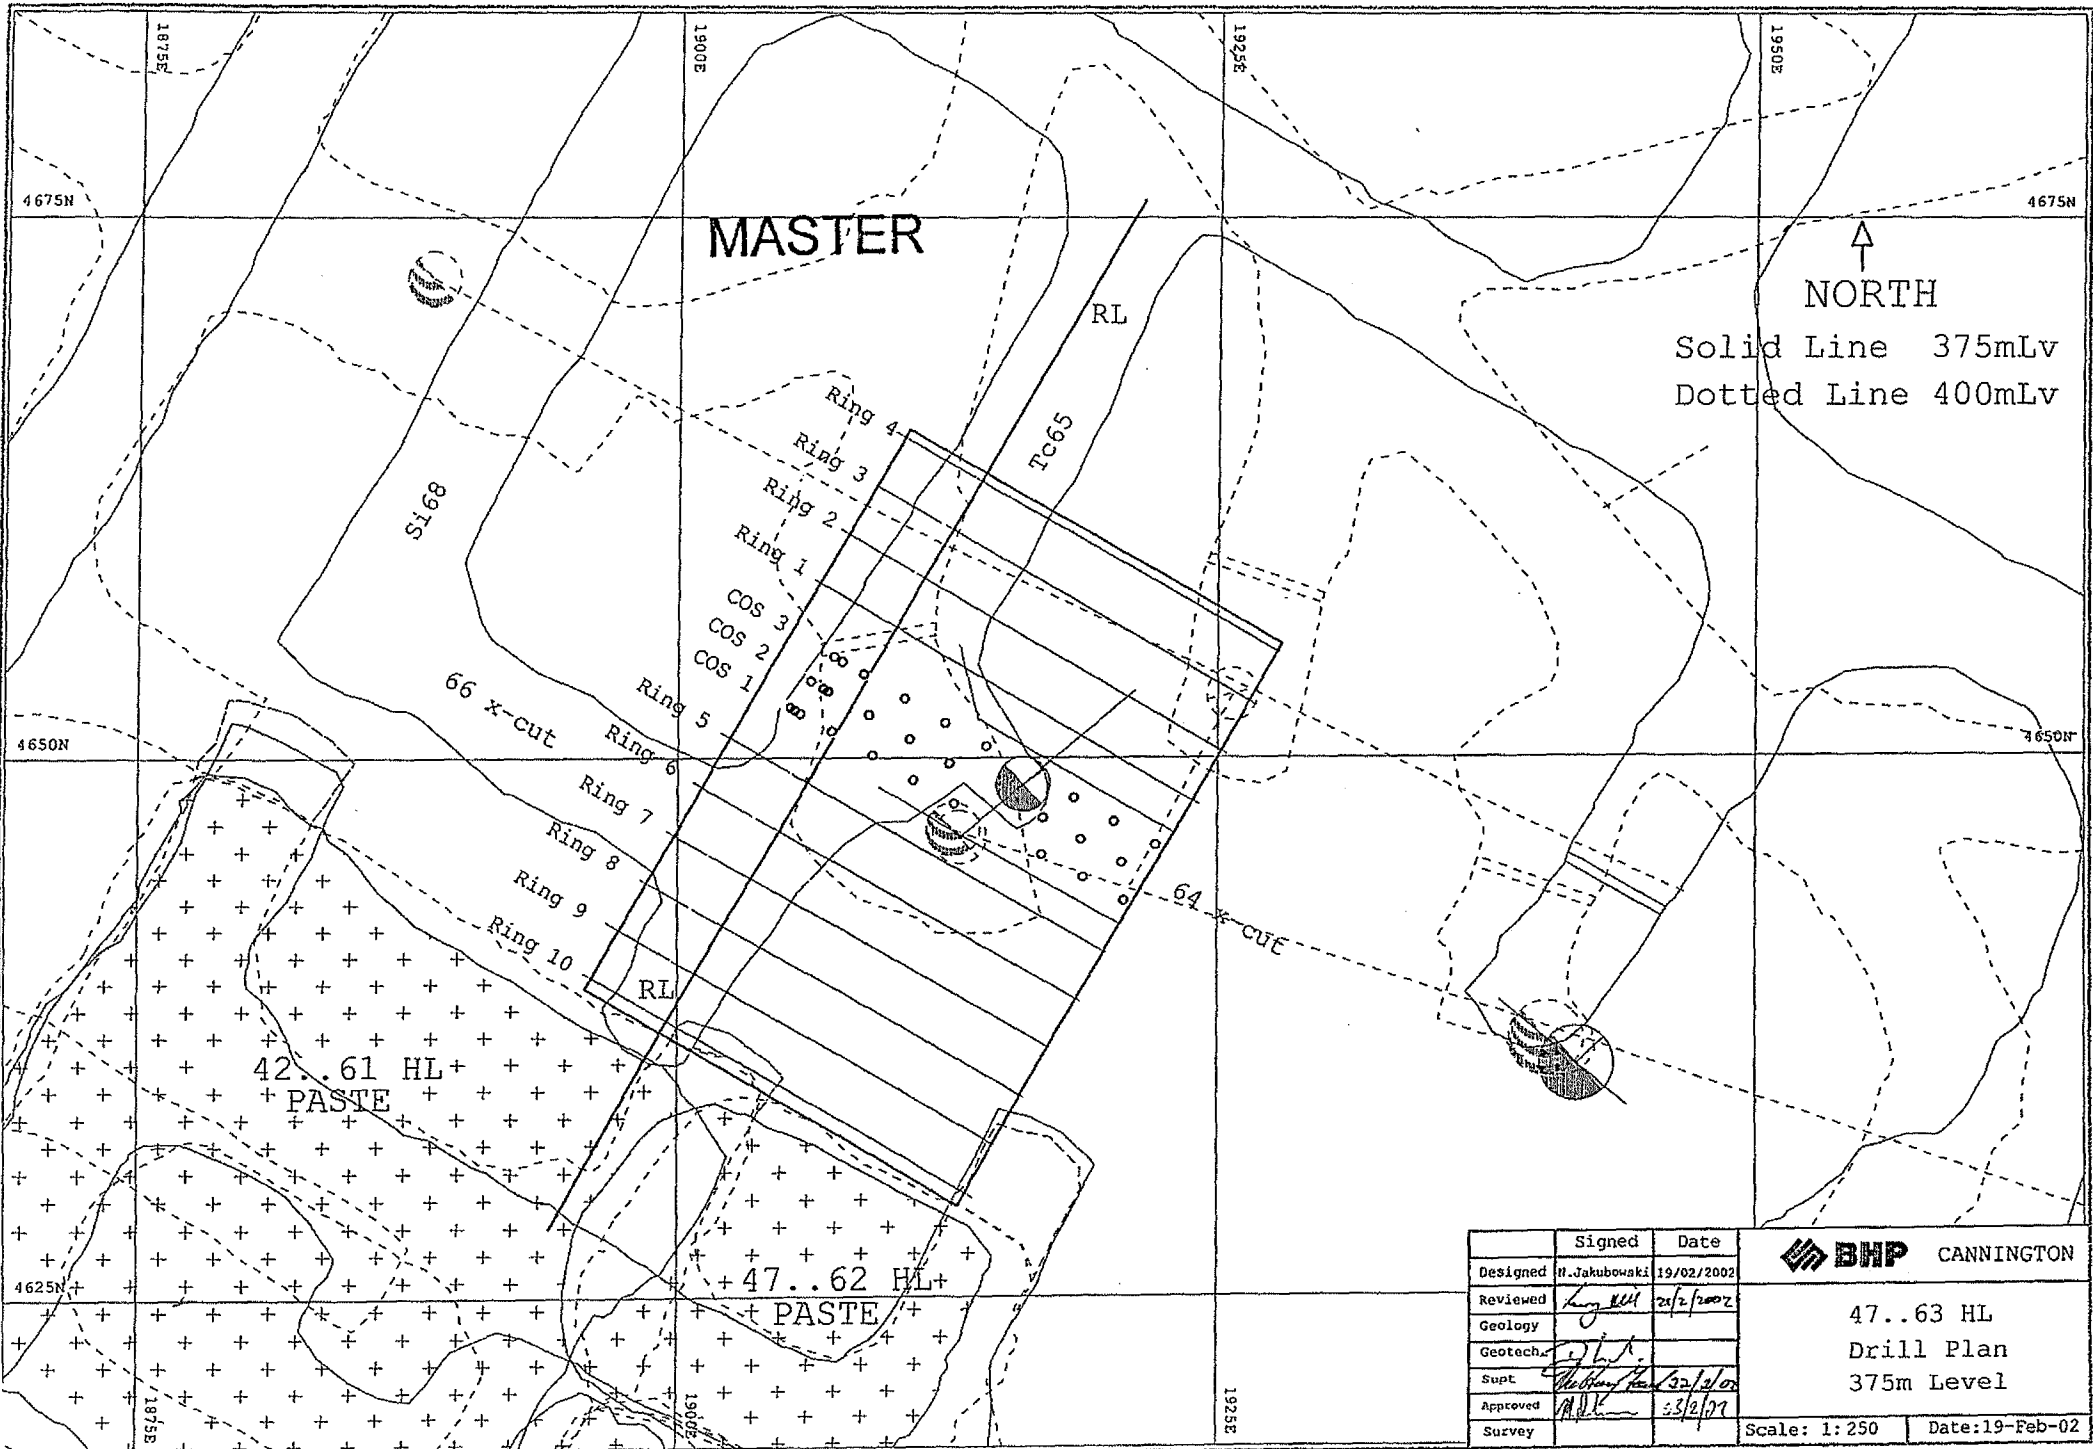 1875E
1900E
1925E
1950E
4675N
4675N
MASTER
NORTH
Solid Line 375mLv
Dotted Line 400mLv
RL
Tc65
Si68
Ring 4
Ring 3
Ring 2
Ring 1
COS 3
COS 2
COS 1
66 x-cut
Ring 5
Ring 6
Ring 7
Ring 8
Ring 9
Ring 10
4650N
4650N
64 x-cut
RL
42..61 HL
PASTE
47..62 HL
PASTE
4625N
1875E
1900E
1925E
Signed Date
Designed N.Jakubowski 19/02/2002
Reviewed
Geology
Geotech.
Supt
Approved
Survey
BHP CANNINGTON
47..63 HL
Drill Plan
375m Level
Scale: 1:250 Date:19-Feb-02